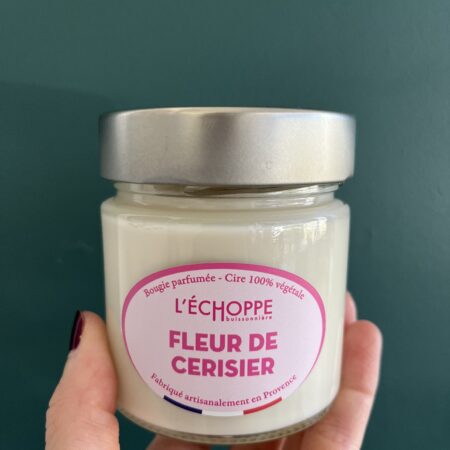 Bougie parfumée - Cire 100% végétale
L'ÉCHOPPE
buissonnière
FLEUR DE
CERISIER
Fabriqué artisanalement en Provence